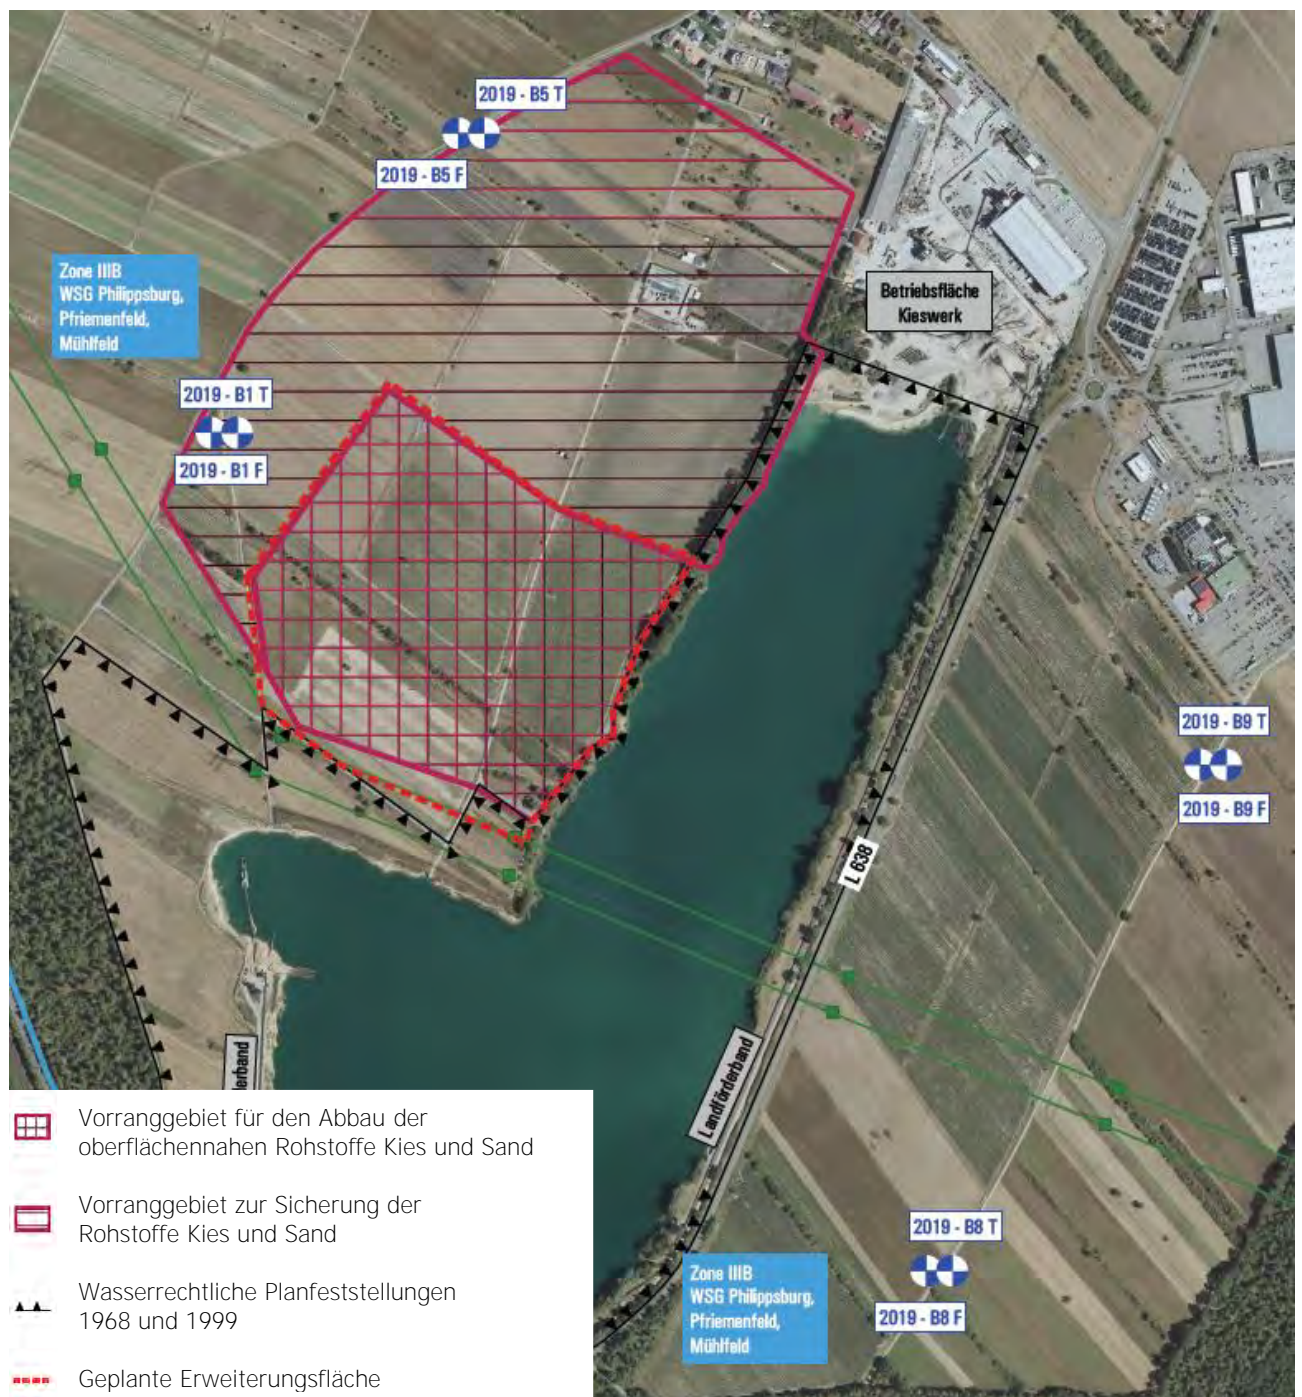 2019 - B5 T
2019 - B5 F
Zone IIIB
WSG Philippsburg,
Pfriemenfeld,
Mühlfeld
Betriebsfläche
Kieswerk
2019 - B1 T
2019 - B1 F
2019 - B9 T
2019 - B9 F
L 638
Landförderband
derband
2019 - B8 T
2019 - B8 F
Zone IIIB
WSG Philippsburg,
Pfriemenfeld,
Mühlfeld
Vorranggebiet für den Abbau der
oberflächennahen Rohstoffe Kies und Sand
Vorranggebiet zur Sicherung der
Rohstoffe Kies und Sand
Wasserrechtliche Planfeststellungen
1968 und 1999
Geplante Erweiterungsfläche